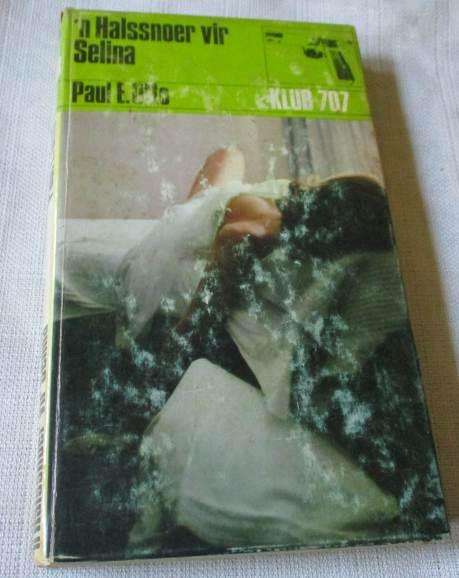 'n Halssnoer vir
Selina
Paul E.
KLUB 707